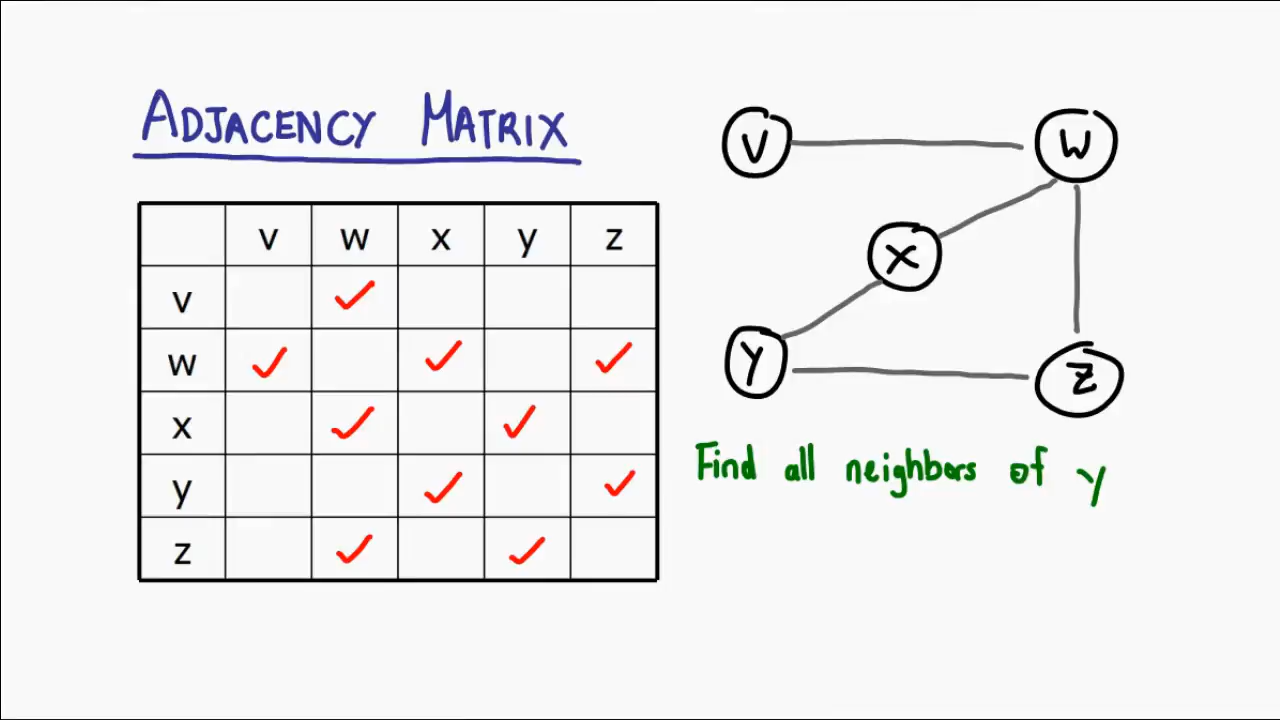 ADJACENCY MATRIX
v w x y z
v
w
x
y
z
V W
X
Y Z
Find all neighbors of y